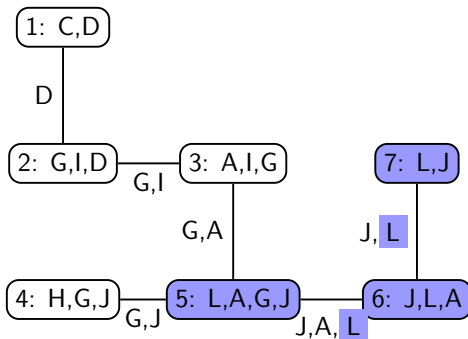 1: C,D
D
2: G,I,D
G,I
3: A,I,G
7: L,J
G,A
J,L
4: H,G,J
G,J
5: L,A,G,J
J,A,L
6: J,L,A